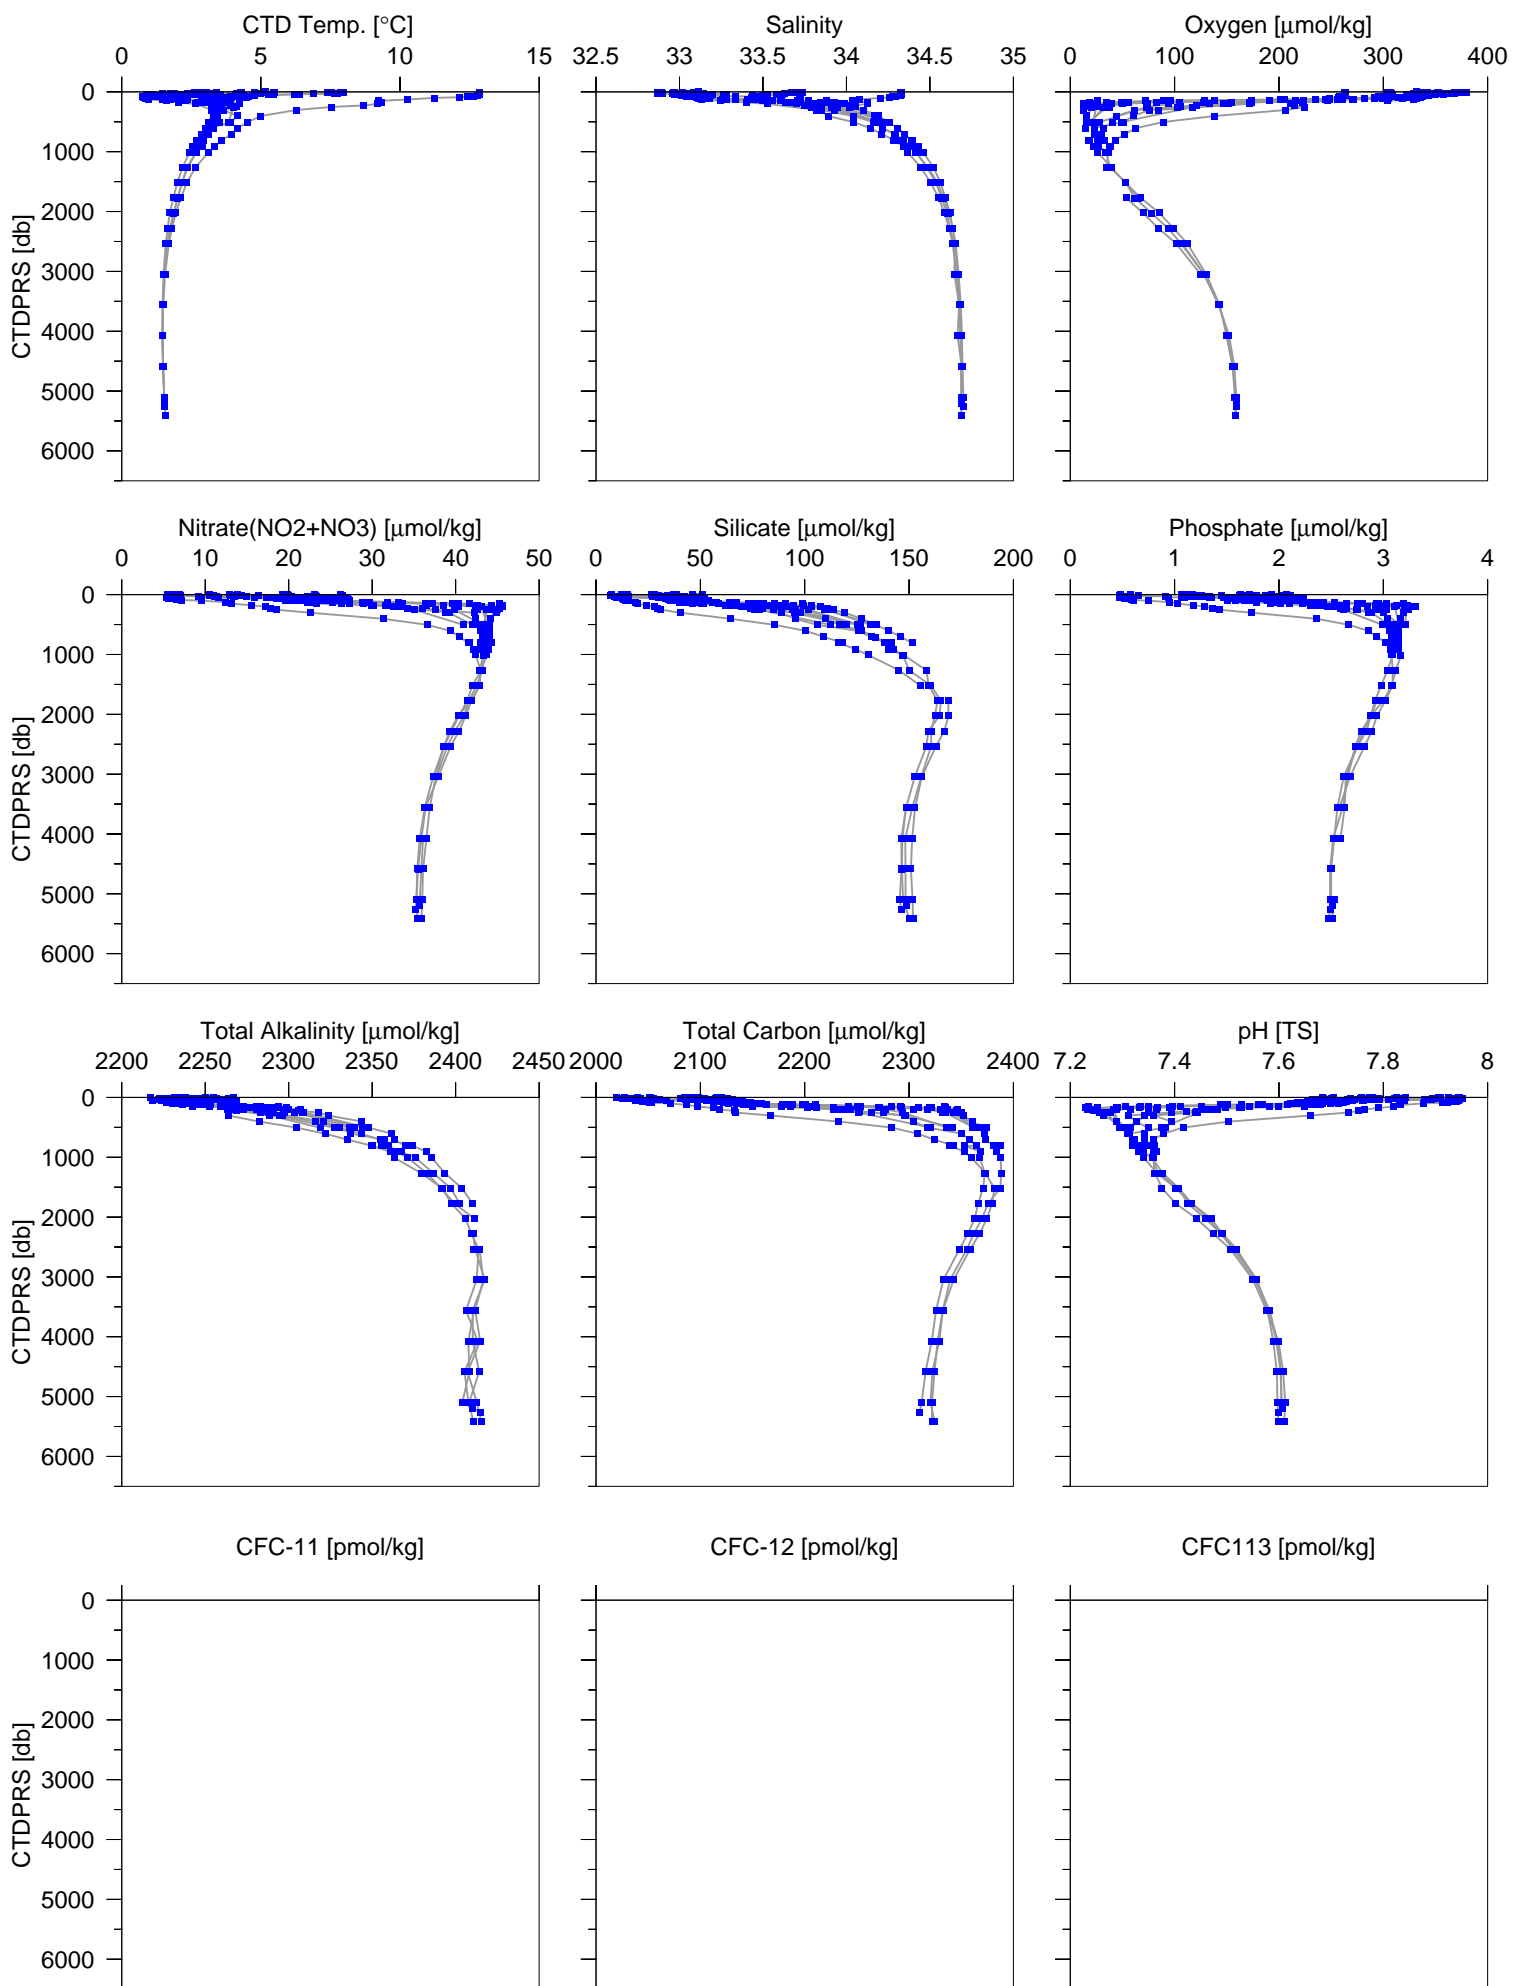 CTD Temp. [°C] Salinity Oxygen [μmol/kg]
0 5 10 15 32.5 33 33.5 34 34.5 35 0 100 200 300 400
0
1000
2000
3000
4000
5000
6000
CTDPRS [db]
Nitrate(NO2+NO3) [μmol/kg] Silicate [μmol/kg] Phosphate [μmol/kg]
0 10 20 30 40 50 0 50 100 150 200 0 1 2 3 4
0
1000
2000
3000
4000
5000
6000
CTDPRS [db]
Total Alkalinity [μmol/kg] Total Carbon [μmol/kg] pH [TS]
2200 2250 2300 2350 2400 2450 2000 2100 2200 2300 2400 7.2 7.4 7.6 7.8 8
0
1000
2000
3000
4000
5000
6000
CTDPRS [db]
CFC-11 [pmol/kg] CFC-12 [pmol/kg] CFC113 [pmol/kg]
0
1000
2000
3000
4000
5000
6000
CTDPRS [db]